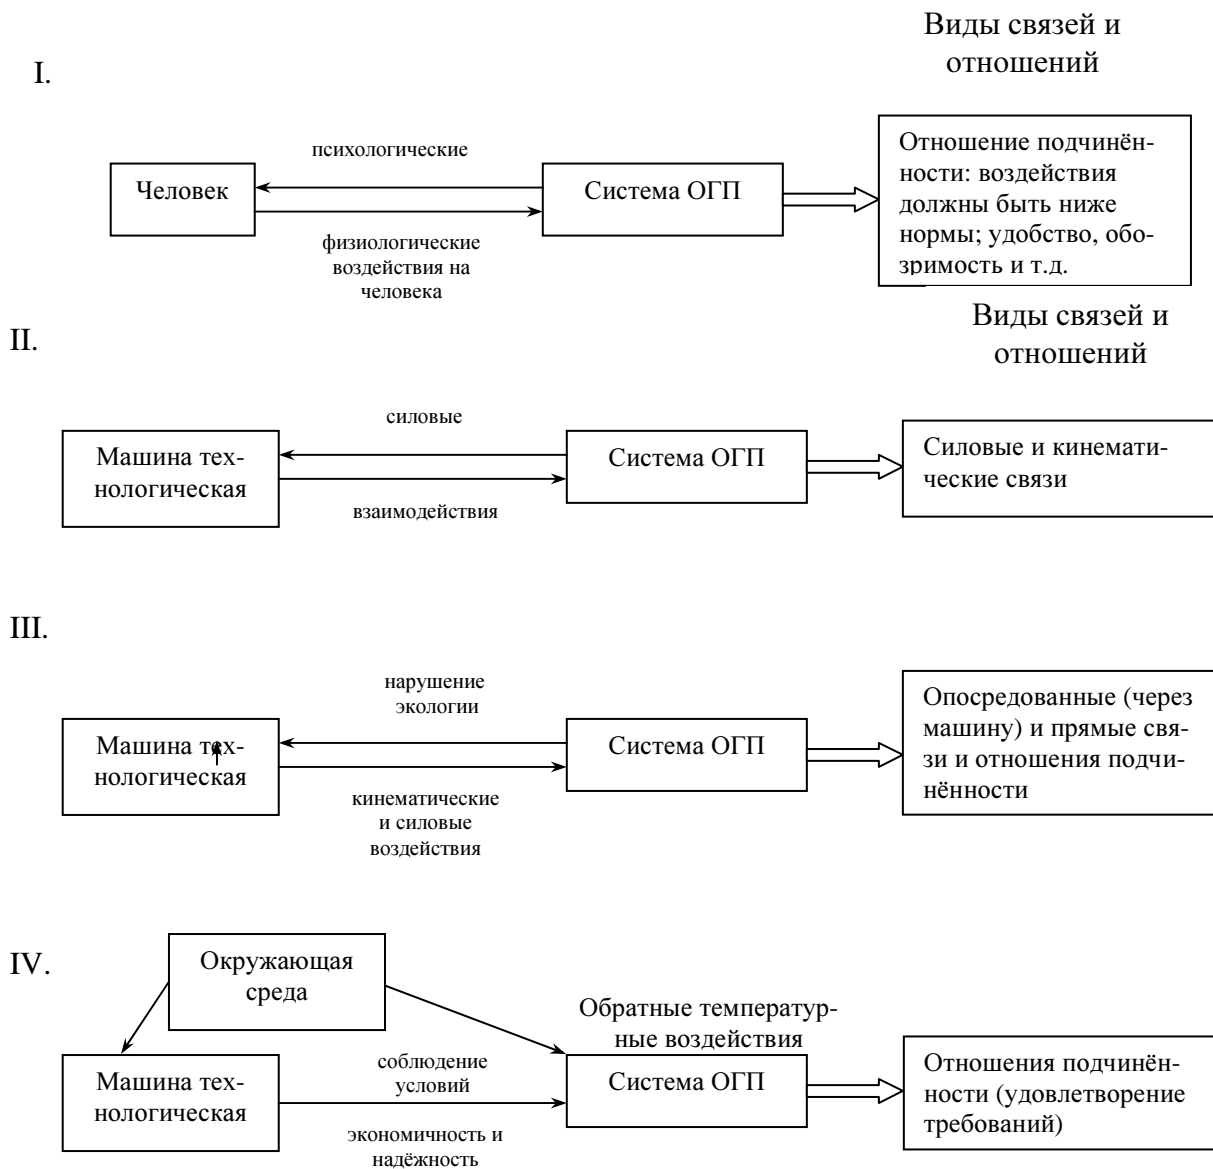 Виды связей и
отношений
I.
психологические
Человек
Система ОГП
физиологические
воздействия на
человека
Отношение подчинён-
ности: воздействия
должны быть ниже
нормы; удобство, обо-
зримость и т.д.
Виды связей и
отношений
II.
силовые
Машина тех-
нологическая
Система ОГП
взаимодействия
Силовые и кинемати-
ческие связи
III.
нарушение
экологии
Машина тех-
нологическая
Система ОГП
кинематические
и силовые
воздействия
Опосредованные (через
машину) и прямые свя-
зи и отношения подчи-
нённости
IV.
Окружающая
среда
Обратные температур-
ные воздействия
Машина тех-
нологическая
соблюдение
условий
экономичность и
надёжность
Система ОГП
Отношения подчинён-
ности (удовлетворение
требований)